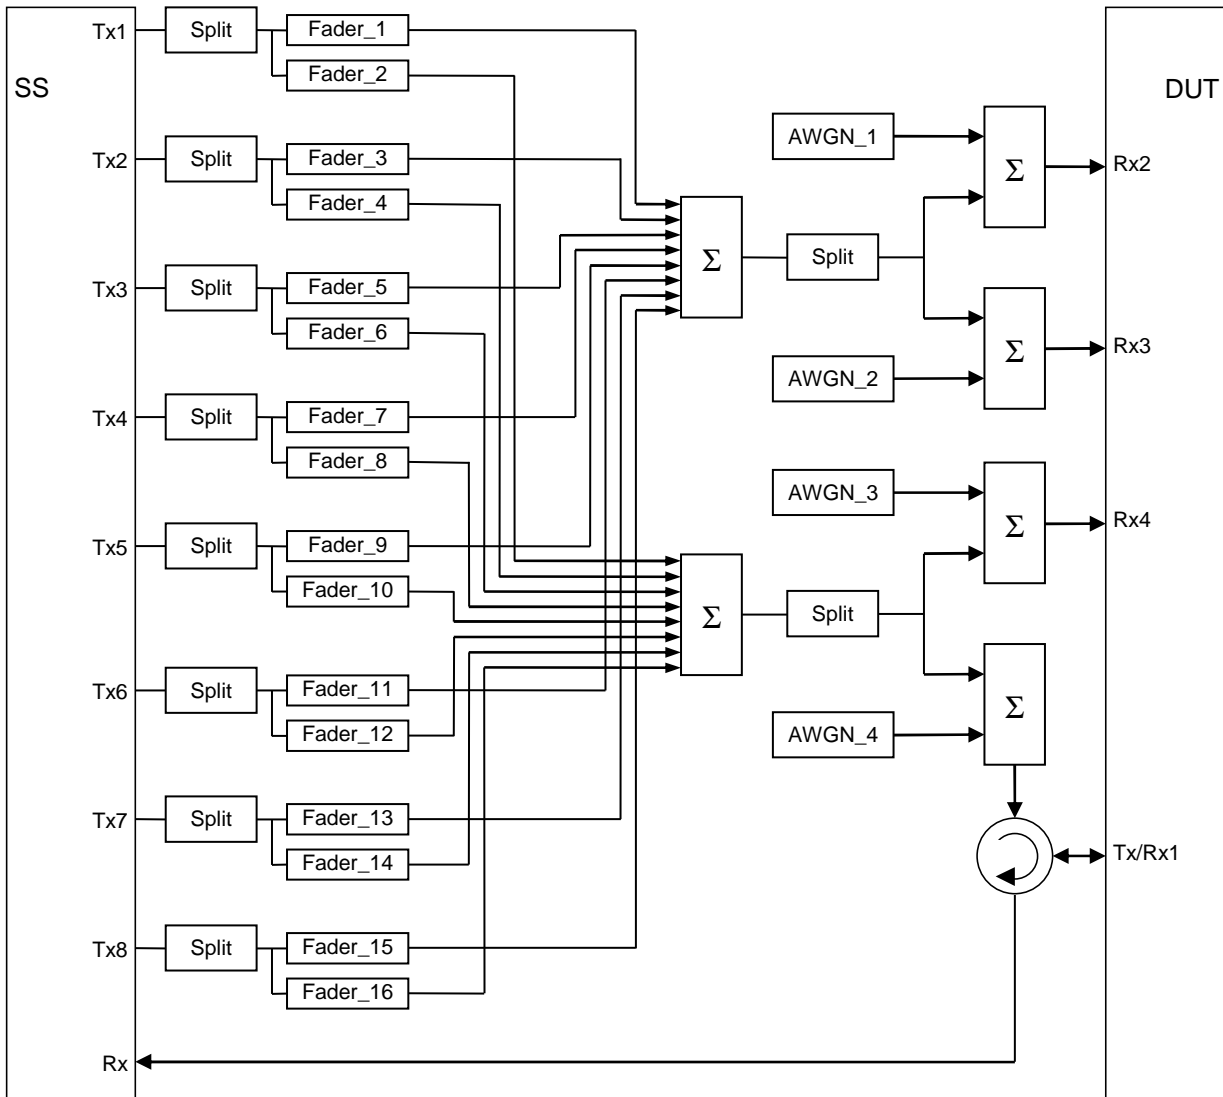 SS
DUT
Tx1
Split
Fader_1
Fader_2
Tx2
Split
Fader_3
Fader_4
Tx3
Split
Fader_5
Fader_6
Tx4
Split
Fader_7
Fader_8
Tx5
Split
Fader_9
Fader_10
Tx6
Split
Fader_11
Fader_12
Tx7
Split
Fader_13
Fader_14
Tx8
Split
Fader_15
Fader_16
Rx
Σ
Split
Σ
Split
AWGN_1
Σ
Rx2
AWGN_2
Σ
Rx3
AWGN_3
Σ
Rx4
AWGN_4
Σ
Tx/Rx1